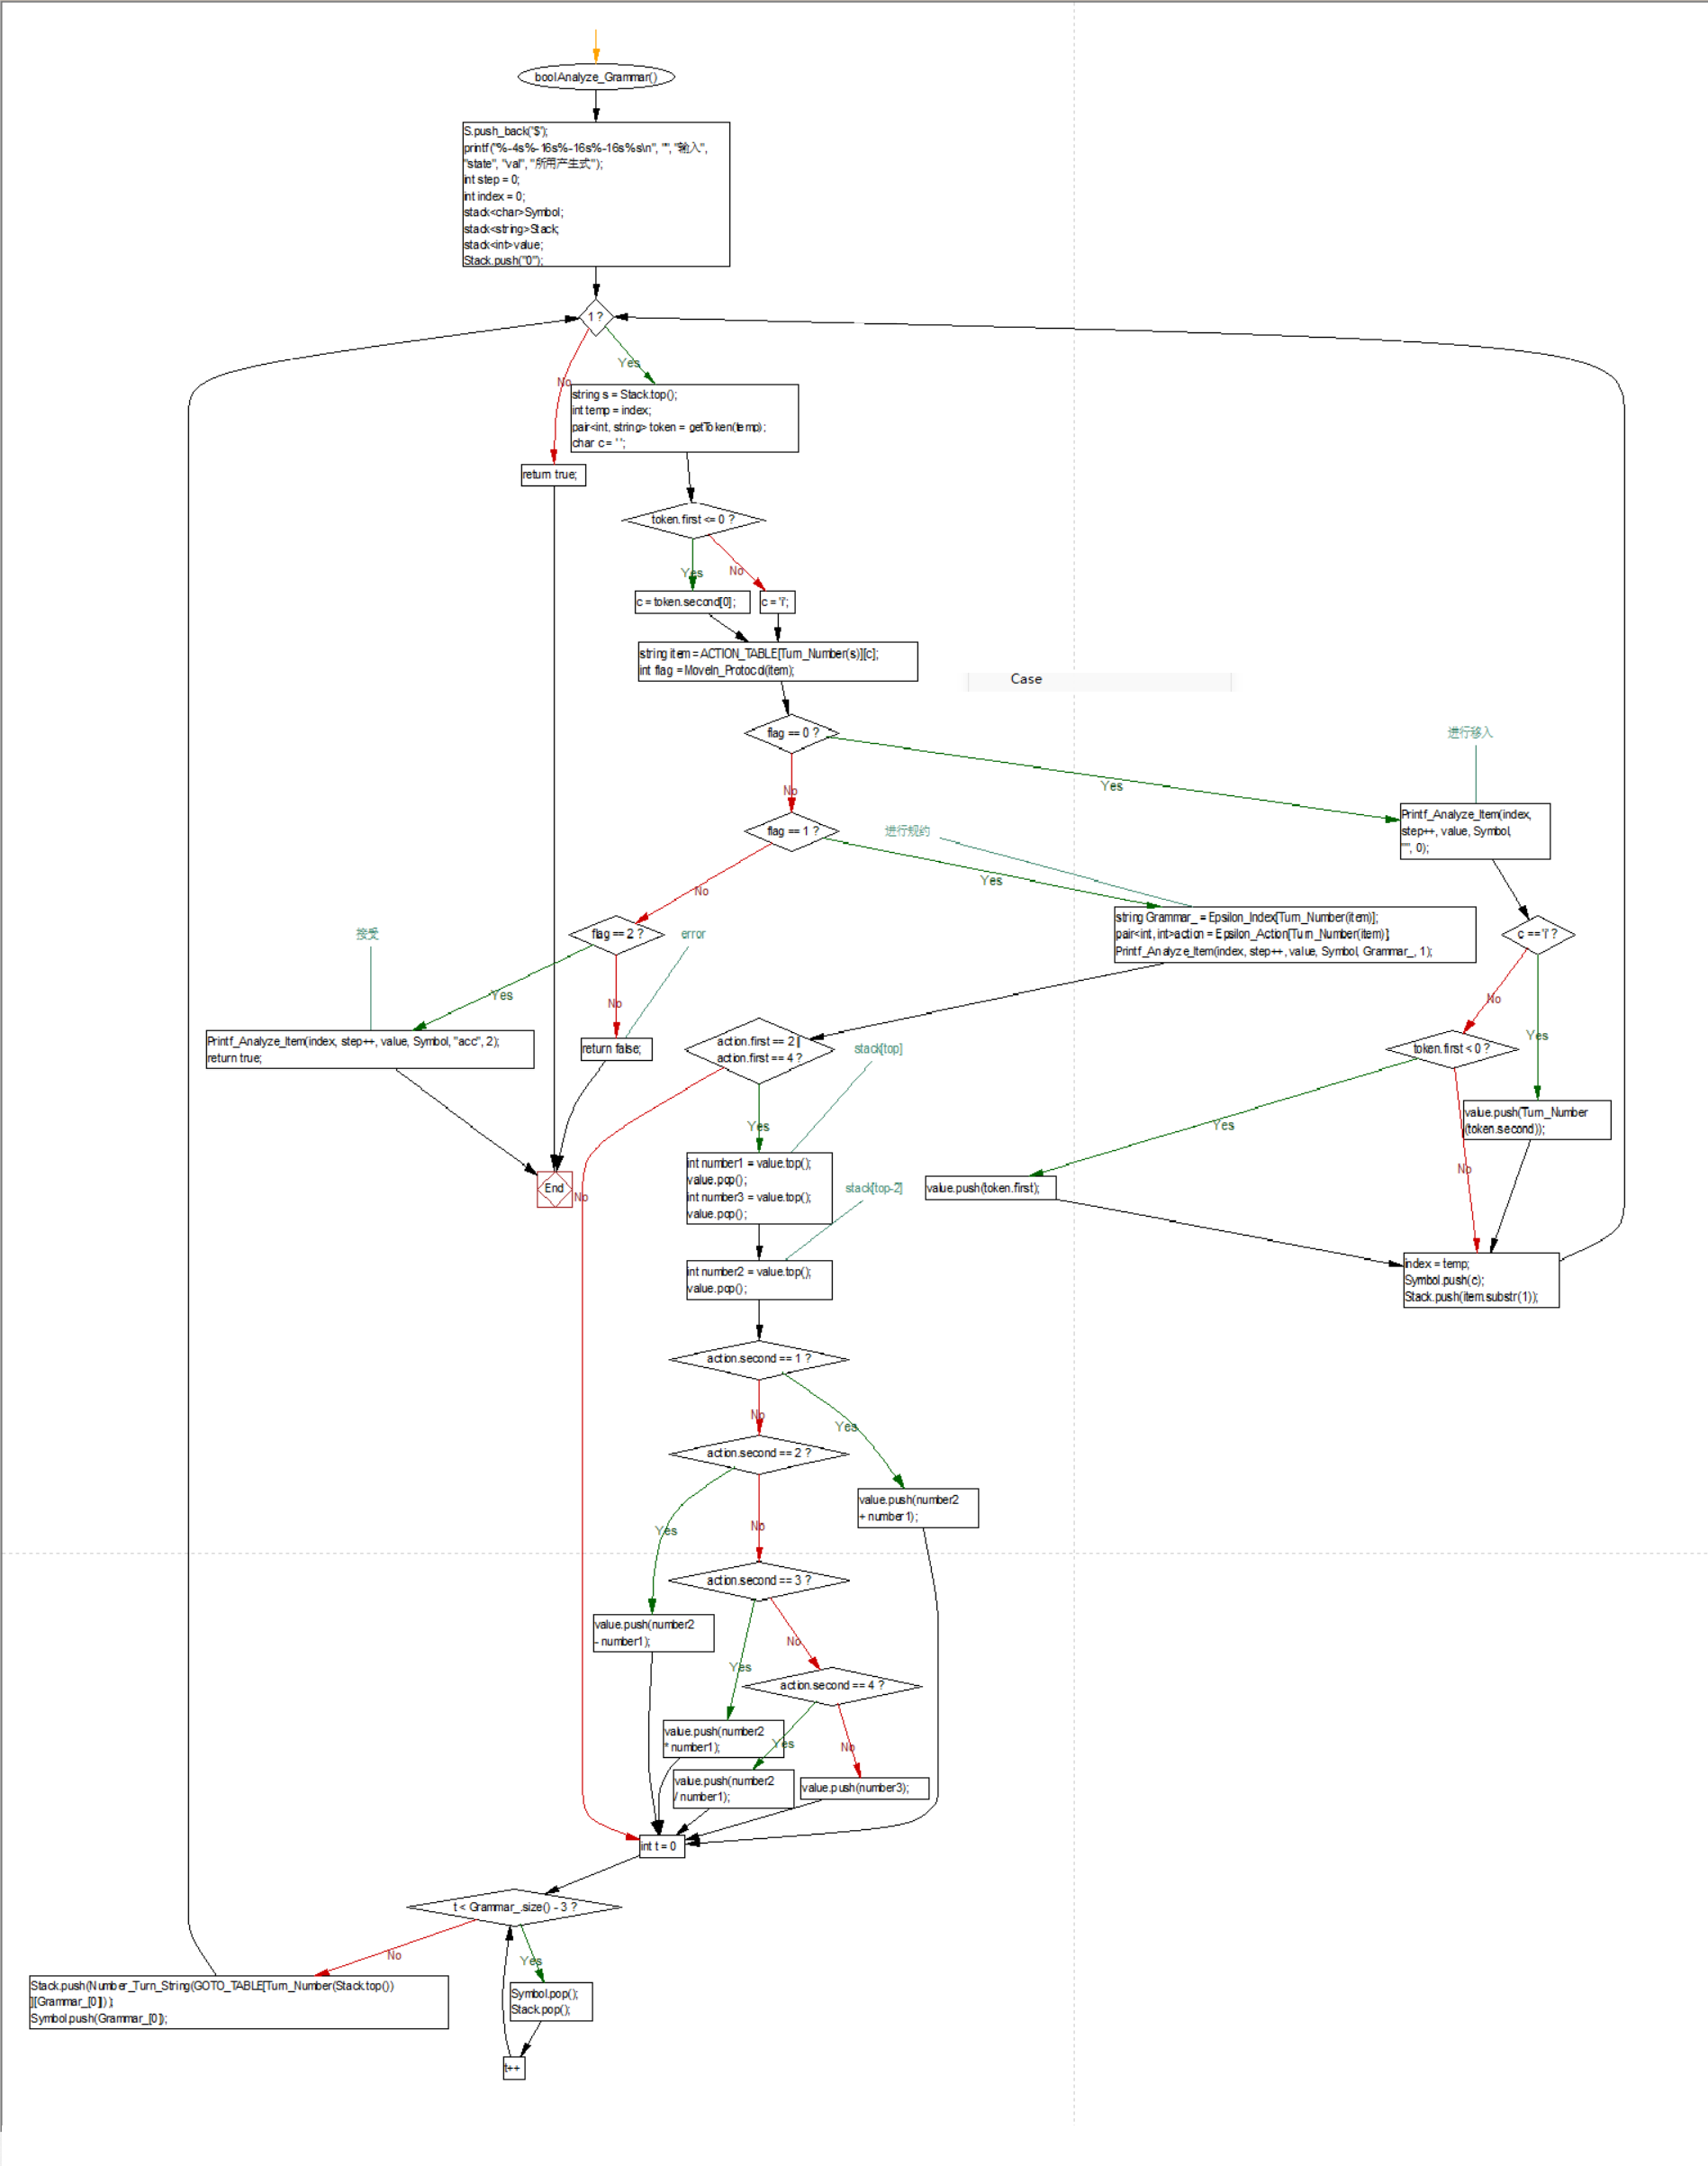 boolAnalyze_Grammar()
S.push_back('$');
printf("%-4s%-16s%-16s%-16s%s\n", "", "输入",
"state", "val", "所用产生式");
int step = 0;
int index = 0;
stack<char>Symbol;
stack<string>Stack;
stack<int>value;
Stack.push("0");
1 ?
Yes
No
string s = Stack.top();
int temp = index;
pair<int, string> token = getToken(temp);
char c = ' ';
return true;
token.first <= 0 ?
Yes
No
c = token.second[0];
c = 'i';
string item = ACTION_TABLE[Turn_Number(s)][c];
int flag = MoveIn_Protocol(item);
Case
flag == 0 ?
进行移入
Yes
No
Printf_Analyze_Item(index,
step++, value, Symbol,
"", 0);
flag == 1 ?
进行规约
Yes
No
string Grammar_ = Epsilon_Index[Turn_Number(item)];
pair<int, int>action = Epsilon_Action[Turn_Number(item)]
Printf_Analyze_Item(index, step++, value, Symbol, Grammar_, 1);
flag == 2 ?
error
接受
c == 'i' ?
Yes
No
No
Yes
Printf_Analyze_Item(index, step++, value, Symbol, "acc", 2);
return true;
return false;
action.first == 2 ||
action.first == 4 ?
stack[top]
token.first < 0 ?
Yes
No
Yes
No
value.push(Turn_Number
(token.second));
int number1 = value.top();
value.pop();
int number3 = value.top();
value.pop();
stack[top-2]
value.push(token.first);
End
No
int number2 = value.top();
value.pop();
index = temp;
Symbol.push(c);
Stack.push(item.substr(1));
action.second == 1 ?
No
Yes
action.second == 2 ?
value.push(number2
+ number1);
Yes
No
action.second == 3 ?
value.push(number2
- number1);
No
Yes
action.second == 4 ?
value.push(number2
* number1);
Yes
No
value.push(number2
/ number1);
value.push(number3);
int t = 0
t < Grammar_.size() - 3 ?
No
Yes
Stack.push(Number_Turn_String(GOTO_TABLE[Turn_Number(Stack.top())
][Grammar_[0]]));
Symbol.push(Grammar_[0]);
Symbol.pop();
Stack.pop();
t++